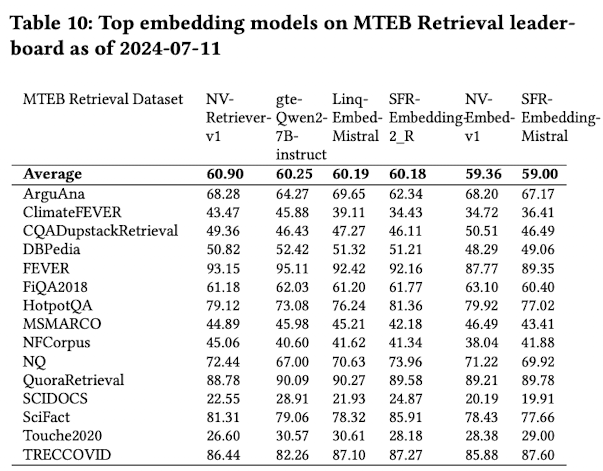 Table 10: Top embedding models on MTEB Retrieval leader-
board as of 2024-07-11
MTEB Retrieval Dataset NV- gte- Linq- SFR- NV- SFR-
Retriever- Qwen2- Embed- Embedding- Embed- Embedding-
v1 7B- Mistral 2_R v1 Mistral
instruct
Average 60.90 60.25 60.19 60.18 59.36 59.00
ArguAna 68.28 64.27 69.65 62.34 68.20 67.17
ClimateFEVER 43.47 45.88 39.11 34.43 34.72 36.41
CQADupstackRetrieval 49.36 46.43 47.27 46.11 50.51 46.49
DBPedia 50.82 52.42 51.32 51.21 48.29 49.06
FEVER 93.15 95.11 92.42 92.16 87.77 89.35
FiQA2018 61.18 62.03 61.20 61.77 63.10 60.40
HotpotQA 79.12 73.08 76.24 81.36 79.92 77.02
MSMARCO 44.89 45.98 45.21 42.18 46.49 43.41
NFCorpus 45.06 40.60 41.62 41.34 38.04 41.88
NQ 72.44 67.00 70.63 73.96 71.22 69.92
QuoraRetrieval 88.78 90.09 90.27 89.58 89.21 89.78
SCIDOCS 22.55 28.91 21.93 24.87 20.19 19.91
SciFact 81.31 79.06 78.32 85.91 78.43 77.66
Touche2020 26.60 30.57 30.61 28.18 28.38 29.00
TRECCOVID 86.44 82.26 87.10 87.27 85.88 87.60